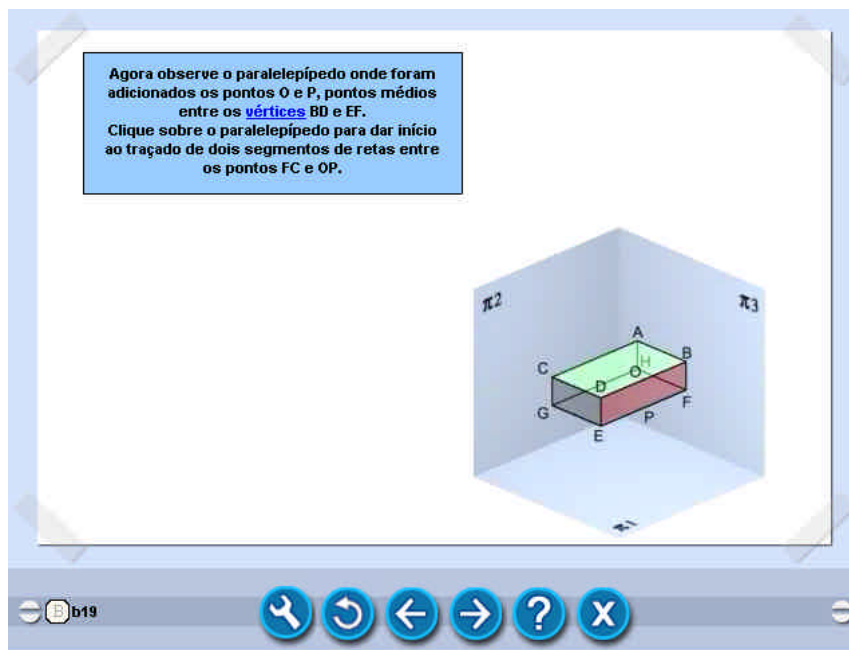 Agora observe o paralelepípedo onde foram
adicionados os pontos O e P, pontos médios
entre os vértices BD e EF.
Clique sobre o paralelepípedo para dar início
ao traçado de dois segmentos de retas entre
os pontos FC e OP.
π2
π3
A
B
H
C
D
O
G
F
P
E
π1
B b19
?
X